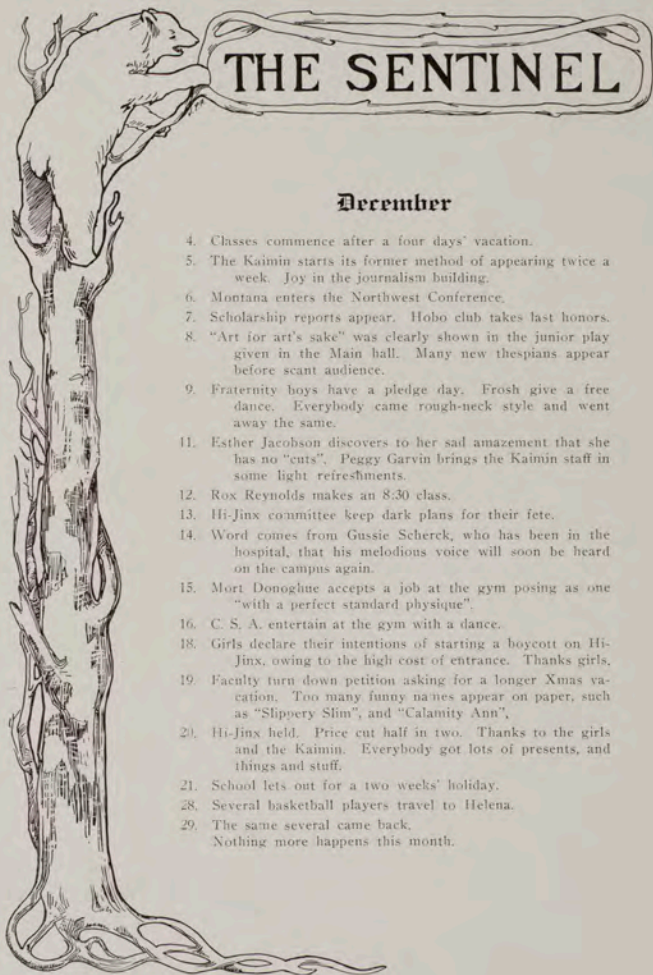 THE SENTINEL
December
4. Classes commence after a four days' vacation.
5. The Kaimin starts its former method of appearing twice a
week. Joy in the journalism building.
6. Montana enters the Northwest Conference.
7. Scholarship reports appear. Hobo club takes last honors.
8. "Art for art's sake" was clearly shown in the junior play
given in the Main hall. Many new thespians appear
before scant audience.
9. Fraternity boys have a pledge day. Frosh give a free
dance. Everybody came rough-neck style and went
away the same.
11. Esther Jacobson discovers to her sad amazement that she
has no "cuts". Peggy Garvin brings the Kaimin staff in
some light refreshments.
12. Rox Reynolds makes an 8:30 class.
13. Hi-Jinx committee keep dark plans for their fete.
14. Word comes from Gussie Scherck, who has been in the
hospital, that his melodious voice will soon be heard
on the campus again.
15. Mort Donoghue accepts a job at the gym posing as one
"with a perfect standard physique".
16. C. S. A. entertain at the gym with a dance.
18. Girls declare their intentions of starting a boycott on Hi-
Jinx, owing to the high cost of entrance. Thanks girls.
19. Faculty turn down petition asking for a longer Xmas va-
cation. Too many funny names appear on paper, such
as "Slippery Slim", and "Calamity Ann".
20. Hi-Jinx held. Price cut half in two. Thanks to the girls
and the Kaimin. Everybody got lots of presents, and
things and stuff.
21. School lets out for a two weeks' holiday.
28. Several basketball players travel to Helena.
29. The same several came back.
Nothing more happens this month.